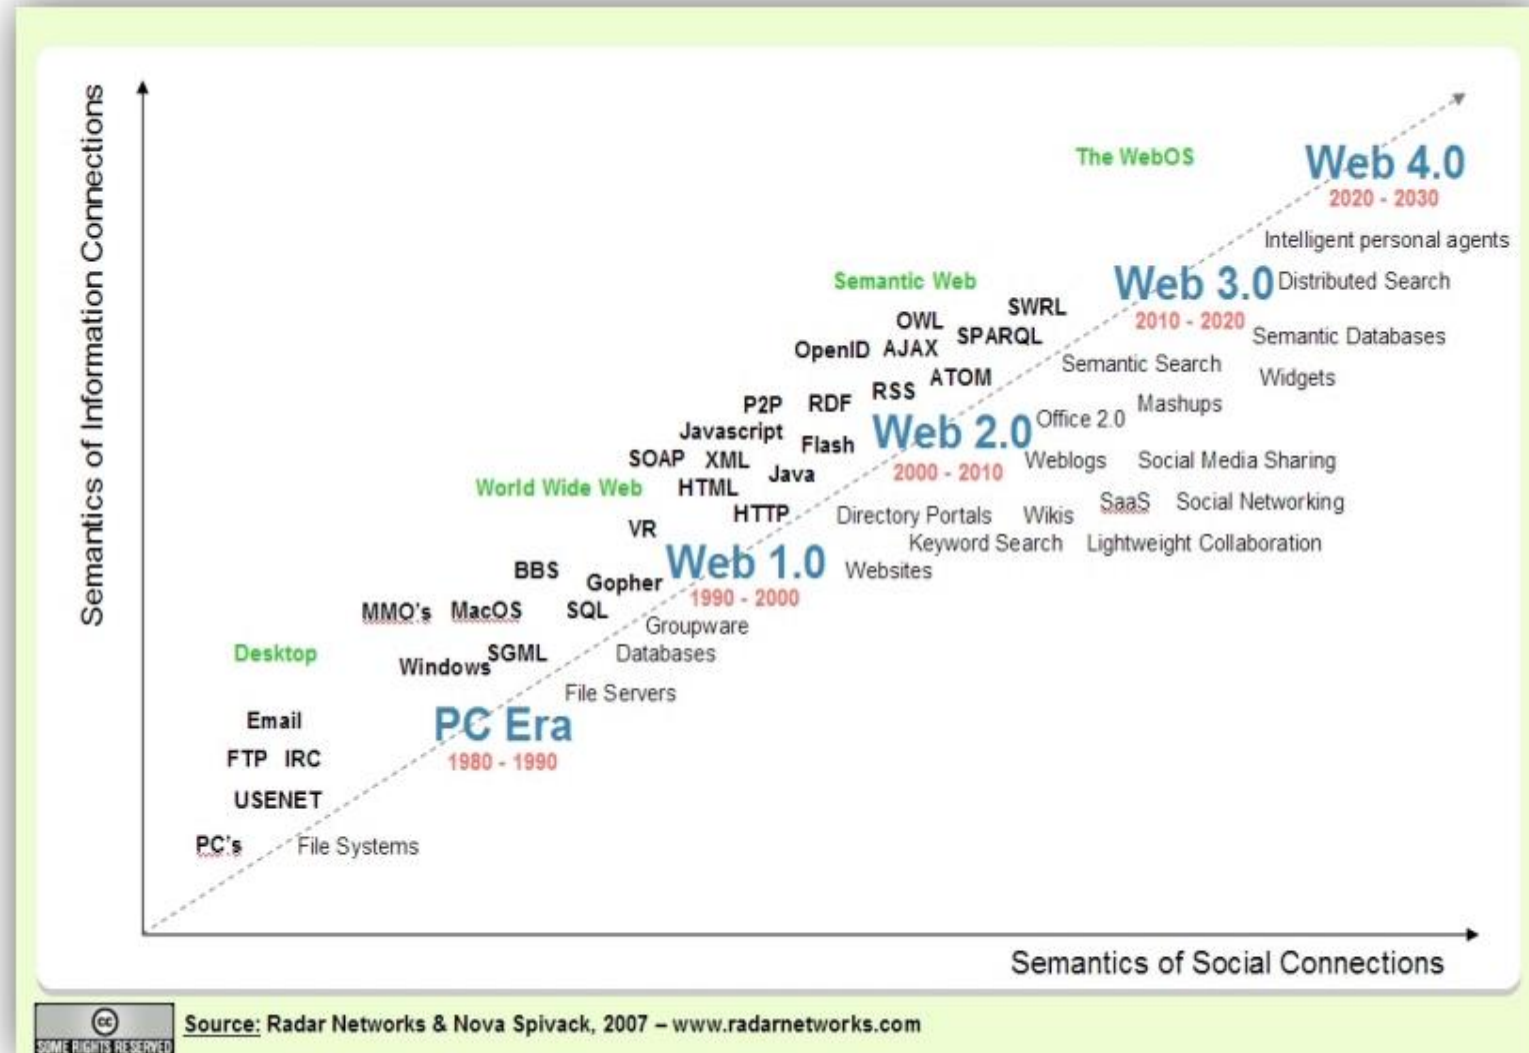 Semantics of Information Connections
The WebOS
Web 4.0
2020 - 2030
Intelligent personal agents
Semantic Web
Web 3.0
Distributed Search
2010 - 2020
SWRL
OWL
SPARQL
Semantic Databases
OpenID
AJAX
Semantic Search
ATOM
Widgets
RSS
P2P
RDF
Mashups
Javascript
Flash
Web 2.0
Office 2.0
2000 - 2010
SOAP
XML
Java
Weblogs
Social Media Sharing
World Wide Web
HTML
HTTP
SaaS
Social Networking
Directory Portals
Wikis
VR
Keyword Search
Lightweight Collaboration
Web 1.0
Websites
1990 - 2000
BBS
Gopher
MMO's
MacOS
SQL
Groupware
Desktop
Windows
SGML
Databases
File Servers
PC Era
1980 - 1990
Email
FTP
IRC
USENET
PC's
File Systems
Semantics of Social Connections
cc
SOME RIGHTS RESERVED
Source: Radar Networks & Nova Spivack, 2007 – www.radarnetworks.com